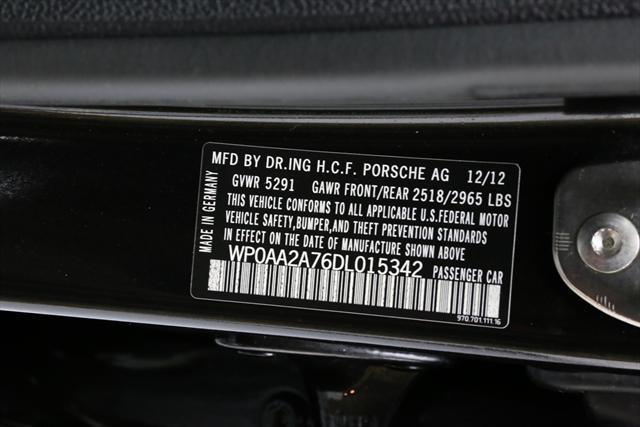 MFD BY DR.ING H.C.F. PORSCHE AG 12/12
GVWR 5291 GAWR FRONT/REAR 2518/2965 LBS
THIS VEHICLE CONFORMS TO ALL APPLICABLE U.S.FEDERAL MOTOR
VEHICLE SAFETY,BUMPER,AND THEFT PREVENTION STANDARDS
IN EFFECT ON THE DATE OF MANUFACTURE SHOWN ABOVE.
WP0AA2A76DL015342 PASSENGER CAR
970.701.111.16
MADE IN GERMANY